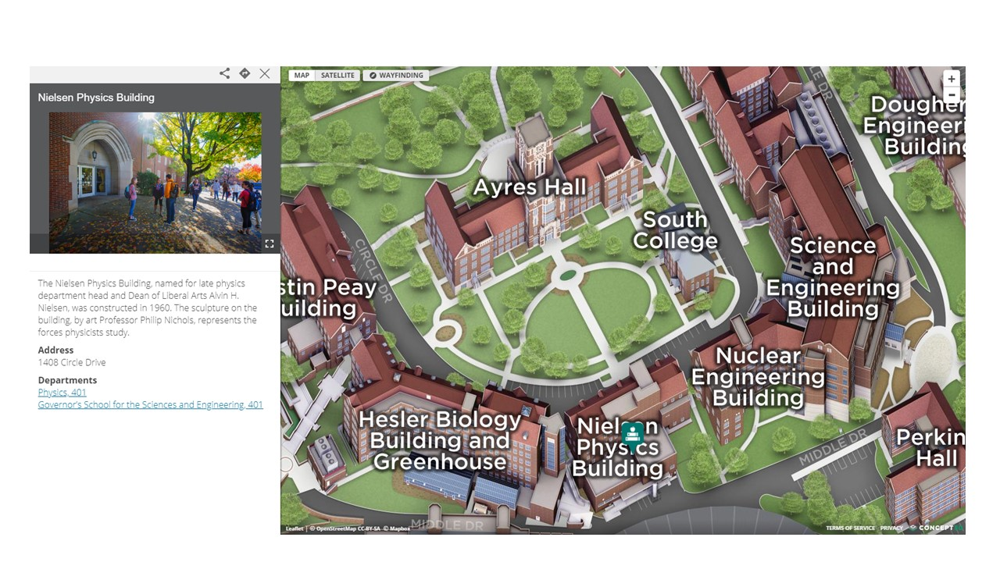 Nielsen Physics Building
The Nielsen Physics Building, named for late physics
department head and Dean of Liberal Arts Alvin H.
Nielsen, was constructed in 1960. The sculpture on the
building, by art Professor Philip Nichols, represents the
forces physicists study.
Address
1408 Circle Drive
Departments
Physics, 401
Governor's School for the Sciences and Engineering, 401
MAP SATELLITE WAYFINDING
+
-
LE DR
Dougher
Engineeri
Building
Ayres Hall
South
College
Science
and
Engineering
Building
CIRCLE DR
stin Peay
uilding
Nuclear
Engineering
Building
Hesler Biology
Building and
Greenhouse
Nielsen
Physics
Building
MIDDLE DR
Perkin
Hall
MIDDLE DR
Leaflet | © OpenStreetMap CC-BY-SA © Mapbox
TERMS OF SERVICE PRIVACY CONCEPT3D